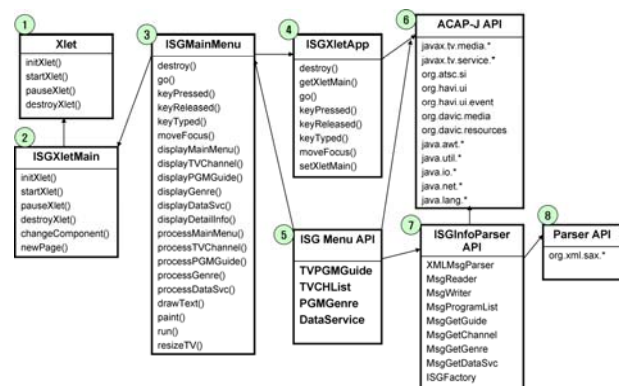 1
Xlet
initXlet()
startXlet()
pauseXlet()
destroyXlet()
2
ISGXletMain
initXlet()
startXlet()
pauseXlet()
destroyXlet()
changeComponent()
newPage()
3
ISGMainMenu
destroy()
go()
keyPressed()
keyReleased()
keyTyped()
moveFocus()
displayMainMenu()
displayTVChannel()
displayPGMGuide()
displayGenre()
displayDataSvc()
displayDetailInfo()
processMainMenu()
processTVChannel()
processPGMGuide()
processGenre()
processDataSvc()
drawText()
paint()
run()
resizeTV()
4
ISGXletApp
destroy()
getXletMain()
go()
keyPressed()
keyReleased()
keyTyped()
moveFocus()
setXletMain()
5
ISG Menu API
TVPGMGuide
TVCHList
PGMGenre
DataService
6
ACAP-J API
javax.tv.media.*
javax.tv.service.*
org.atsc.si
org.havi.ui
org.havi.ui.event
org.davic.media
org.davic.resources
java.awt.*
java.util.*
java.io.*
java.net.*
java.lang.*
7
ISGInfoParser
API
XMLMsgParser
MsgReader
MsgWriter
MsgProgramList
MsgGetGuide
MsgGetChannel
MsgGetGenre
MsgGetDataSvc
ISGFactory
8
Parser API
org.xml.sax.*